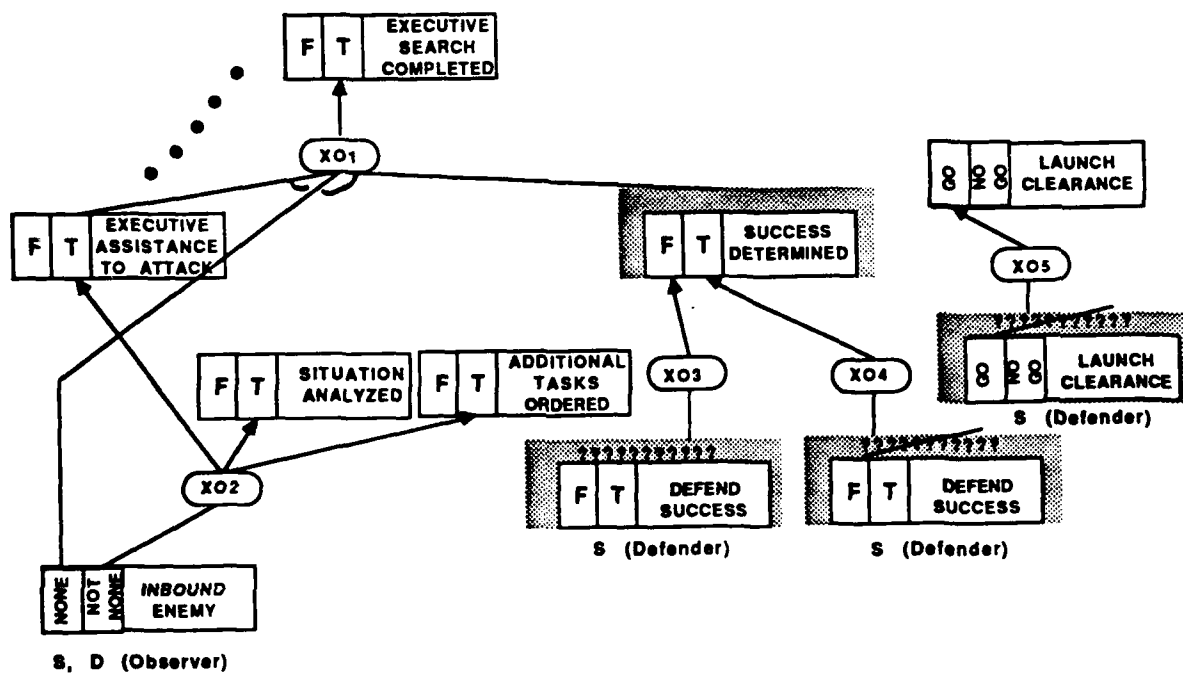 F T EXECUTIVE
SEARCH
COMPLETED
XO1
GO NO GO LAUNCH
CLEARANCE
F T EXECUTIVE
ASSISTANCE
TO ATTACK
F T SUCCESS
DETERMINED
XO5
???????????
GO NO GO LAUNCH
CLEARANCE
S (Defender)
F T SITUATION
ANALYZED
F T ADDITIONAL
TASKS
ORDERED
XO3
XO4
XO2
???????????
F T DEFEND
SUCCESS
S (Defender)
???????????
F T DEFEND
SUCCESS
S (Defender)
NONE NOT NONE INBOUND
ENEMY
S, D (Observer)